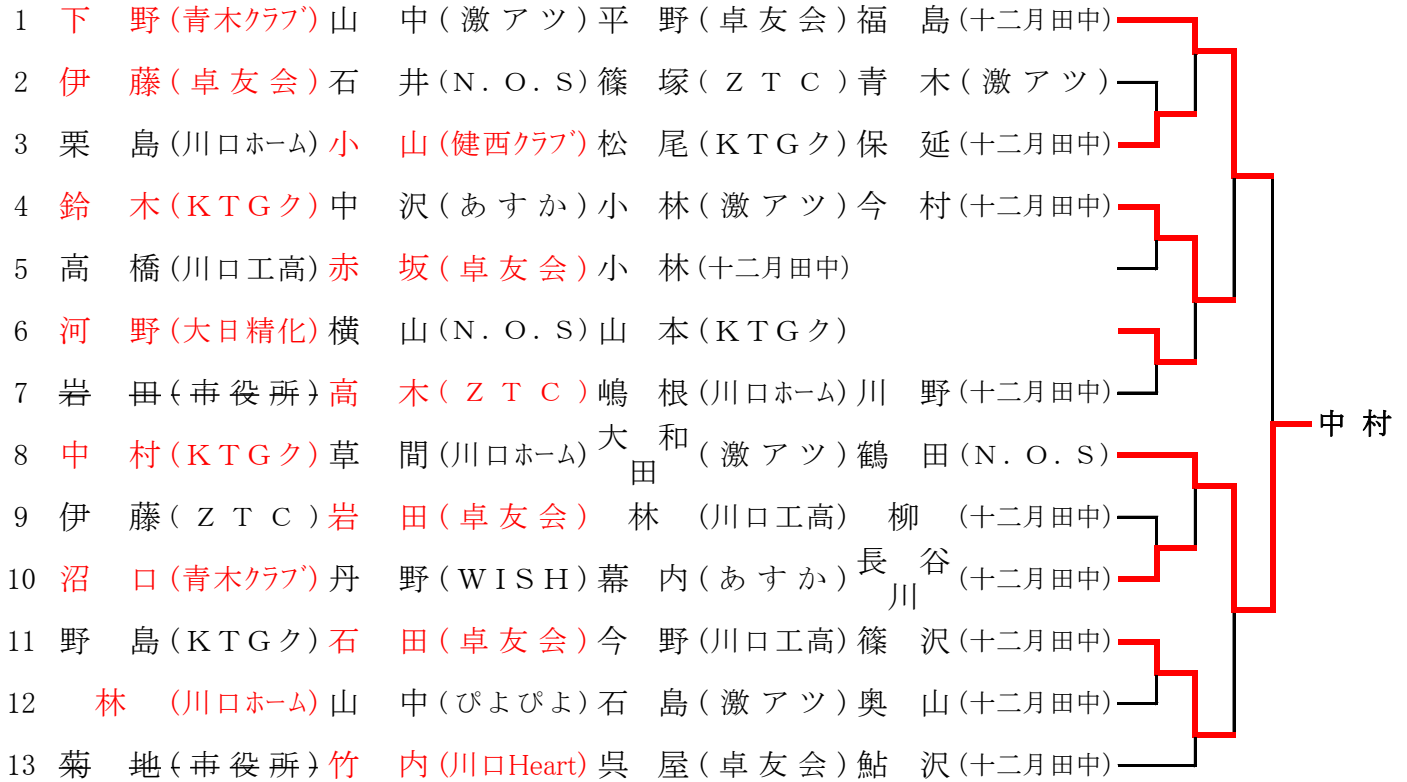 1 下 野 (青木クラブ) 山 中 (激アツ) 平 野 (卓友会) 福 島 (十二月田中)
2 伊 藤 (卓友会) 石 井 (N.O.S) 篠 塚 (ZTC) 青 木 (激アツ)
3 栗 島 (川口ホーム) 小 山 (健西クラブ) 松 尾 (KTGク) 保 延 (十二月田中)
4 鈴 木 (KTGク) 中 沢 (あすか) 小 林 (激アツ) 今 村 (十二月田中)
5 高 橋 (川口工高) 赤 坂 (卓友会) 小 林 (十二月田中)
6 河 野 (大日精化) 横 山 (N.O.S) 山 本 (KTGク)
7 岩 田 (市役所) 高 木 (ZTC) 嶋 根 (川口ホーム) 川 野 (十二月田中)
中 村
8 中 村 (KTGク) 草 間 (川口ホーム) 大和田 (激アツ) 鶴 田 (N.O.S)
9 伊 藤 (ZTC) 岩 田 (卓友会) 林 (川口工高) 柳 (十二月田中)
10 沼 口 (青木クラブ) 丹 野 (WISH) 幕 内 (あすか) 長谷川 (十二月田中)
11 野 島 (KTGク) 石 田 (卓友会) 今 野 (川口工高) 篠 沢 (十二月田中)
12 林 (川口ホーム) 山 中 (ぴよぴよ) 石 島 (激アツ) 奥 山 (十二月田中)
13 菊 地 (市役所) 竹 内 (川口Heart) 呉 屋 (卓友会) 鮎 沢 (十二月田中)